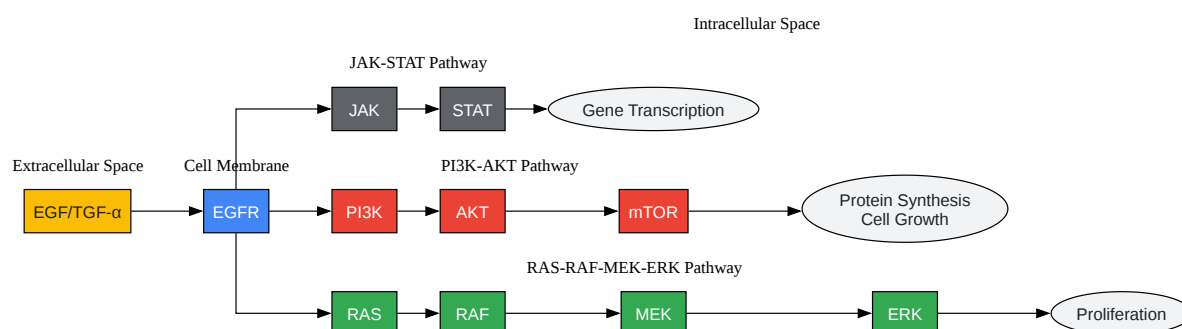 Intracellular Space
JAK-STAT Pathway
JAK
STAT
Gene Transcription
Extracellular Space
Cell Membrane
PI3K-AKT Pathway
EGF/TGF-α
EGFR
PI3K
AKT
mTOR
Protein Synthesis
Cell Growth
RAS-RAF-MEK-ERK Pathway
RAS
RAF
MEK
ERK
Proliferation